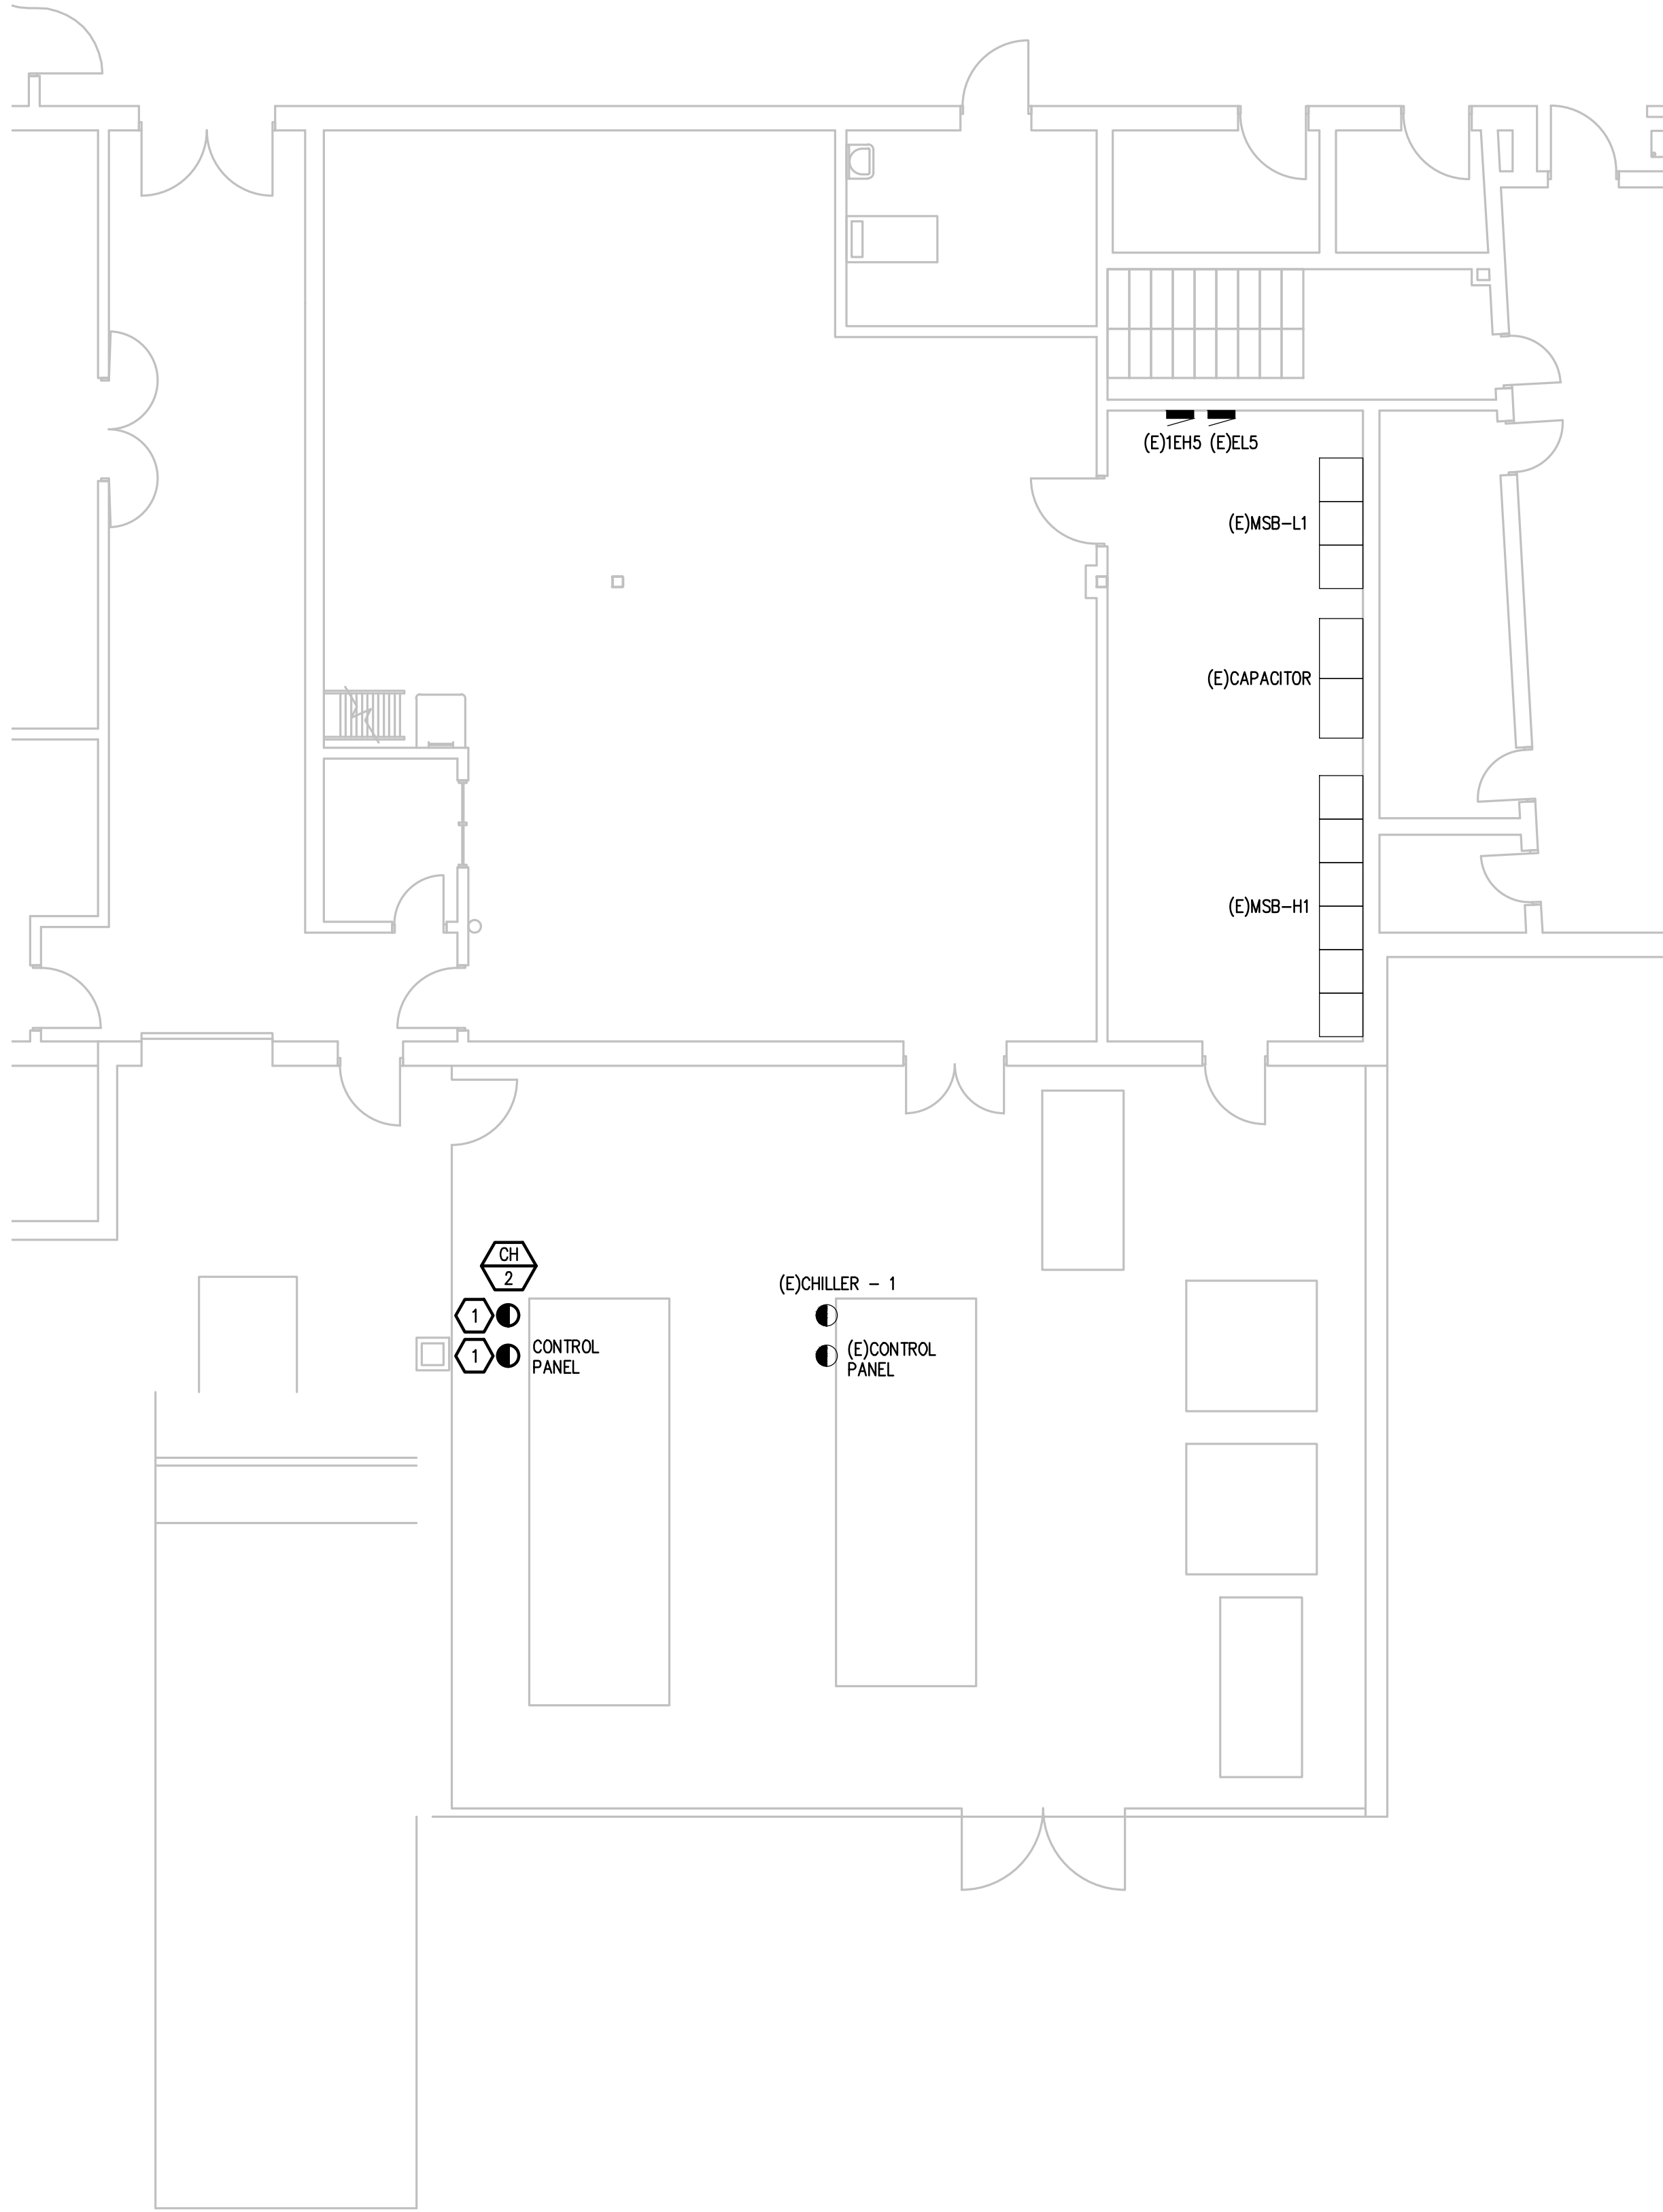 (E)1EH5 (E)EL5
(E)MSB-L1
(E)CAPACITOR
(E)MSB-H1
CH
2
(E)CHILLER - 1
1
1
CONTROL
PANEL
(E)CONTROL
PANEL